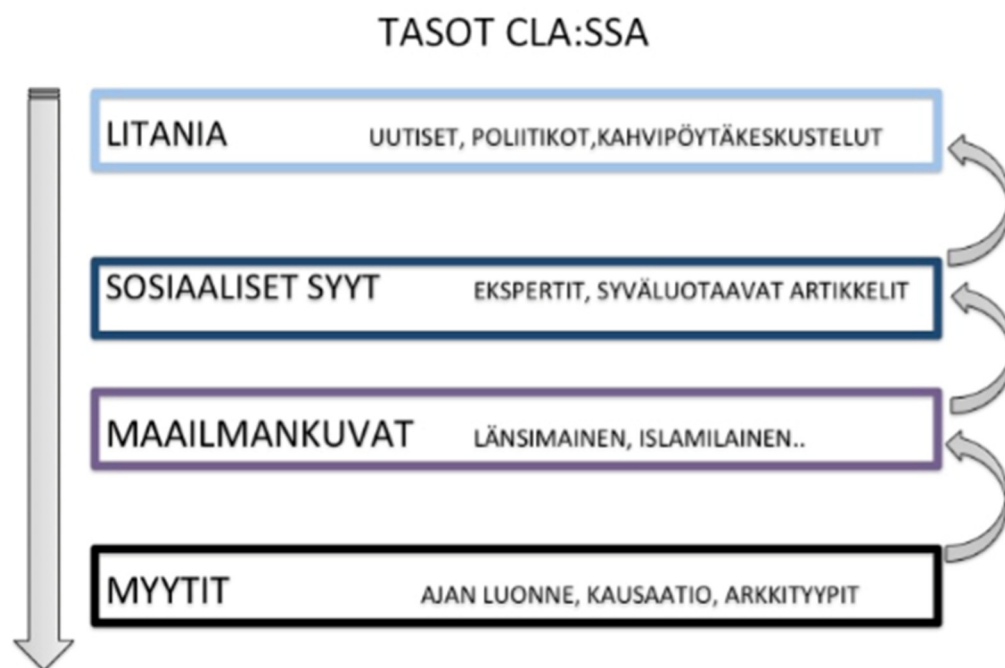 TASOT CLA:SSA
LITANIA UUTISET, POLIITIKOT,KAHVIPÖYTÄKESKUSTELUT
SOSIAALISET SYYT EKSPERTIT, SYVÄLUOTAAVAT ARTIKKELIT
MAAILMANKUVAT LÄNSIMAINEN, ISLAMILAINEN..
MYYTIT AJAN LUONNE, KAUSAATIO, ARKKITYYPIT